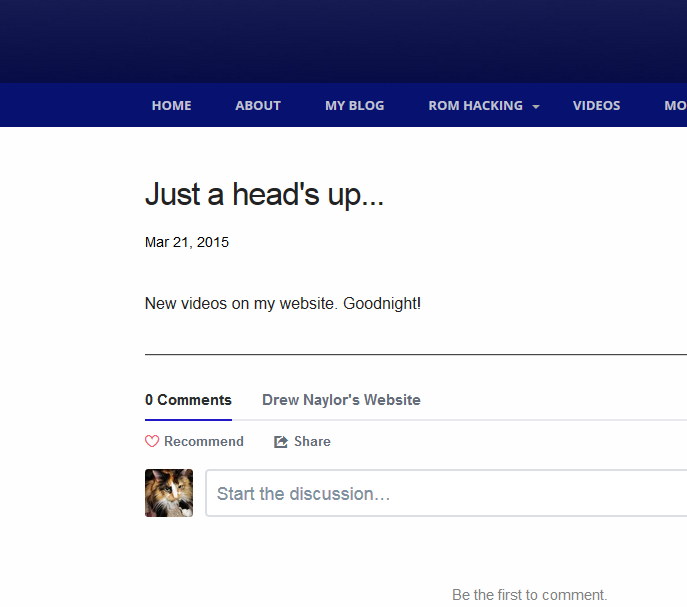 HOME ABOUT MY BLOG ROM HACKING VIDEOS MO
Just a head's up...
Mar 21, 2015
New videos on my website. Goodnight!
0 Comments Drew Naylor's Website
Recommend Share
Start the discussion…
Be the first to comment.